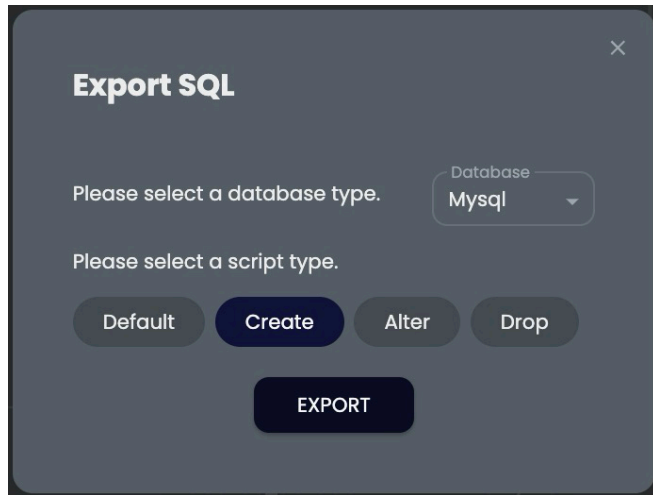 Export SQL
Database
Please select a database type.
Mysql
Please select a script type.
Default Create Alter Drop
EXPORT